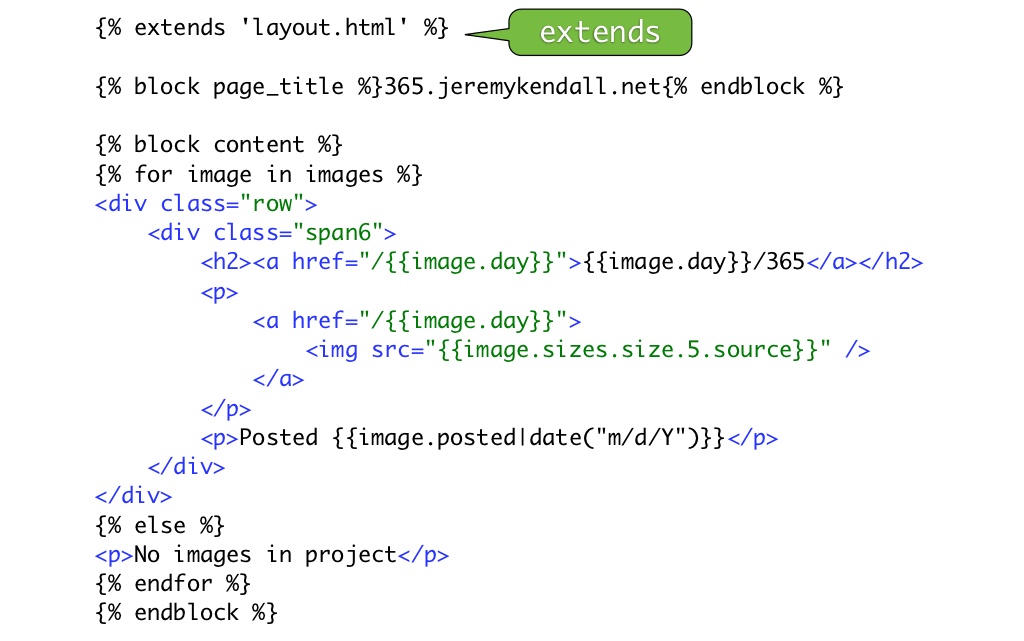 {% extends 'layout.html' %}
extends
{% block page_title %}365.jeremykendall.net{% endblock %}
{% block content %}
{% for image in images %}
<div class="row">
    <div class="span6">
        <h2><a href="/{{image.day}}">{{image.day}}/365</a></h2>
        <p>
            <a href="/{{image.day}}">
                <img src="{{image.sizes.size.5.source}}" />
            </a>
        </p>
        <p>Posted {{image.posted|date("m/d/Y")}}</p>
    </div>
</div>
{% else %}
<p>No images in project</p>
{% endfor %}
{% endblock %}